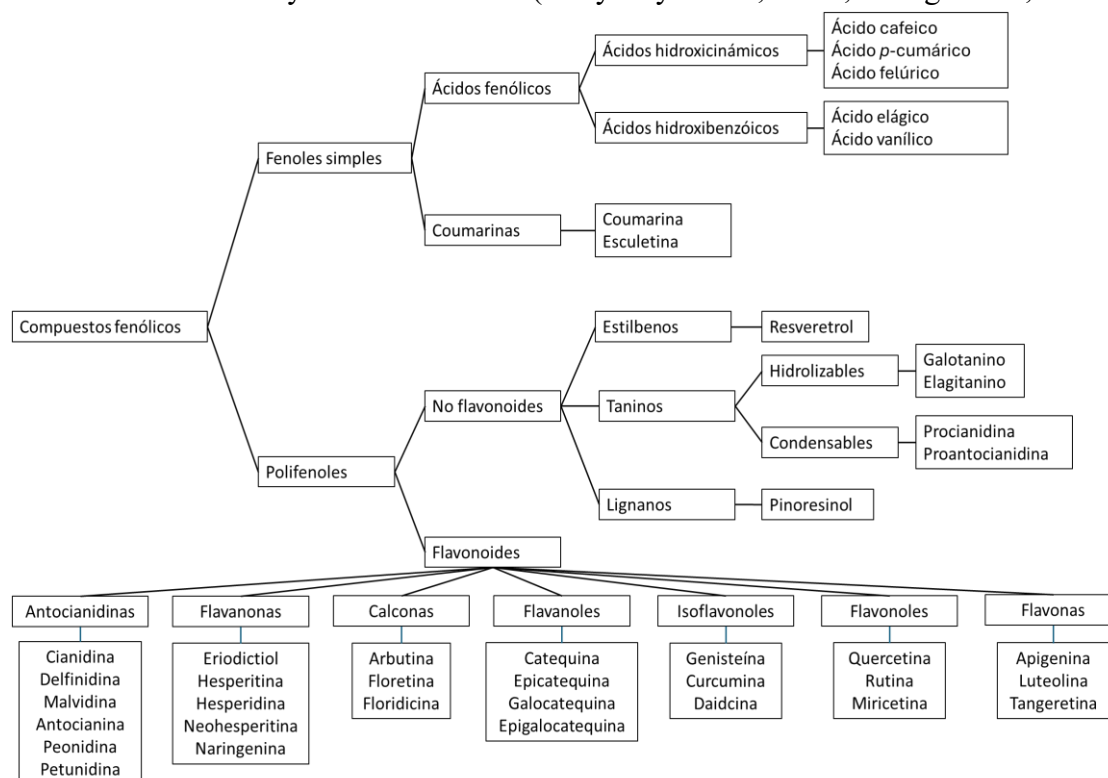 Ácidos hidroxicinámicos
Ácido cafeico
Ácido p-cumárico
Ácido felúrico
Ácidos fenólicos
Ácidos hidroxibenzóicos
Ácido elágico
Ácido vanílico
Fenoles simples
Coumarinas
Coumarina
Esculetina
Compuestos fenólicos
Estilbenos
Resveretrol
Hidrolizables
Galotanino
Elagitanino
No flavonoides
Taninos
Condensables
Procianidina
Proantocianidina
Polifenoles
Lignanos
Pinoresinol
Flavonoides
Antocianidinas
Flavanonas
Calconas
Flavanoles
Isoflavonoles
Flavonoles
Flavonas
Cianidina
Delfinidina
Malvidina
Antocianina
Peonidina
Petunidina
Eriodictiol
Hesperitina
Hesperidina
Neohesperitina
Naringenina
Arbutina
Floretina
Floridicina
Catequina
Epicatequina
Galocatequina
Epigalocatequina
Genisteína
Curcumina
Daidcina
Quercetina
Rutina
Miricetina
Apigenina
Luteolina
Tangeretina